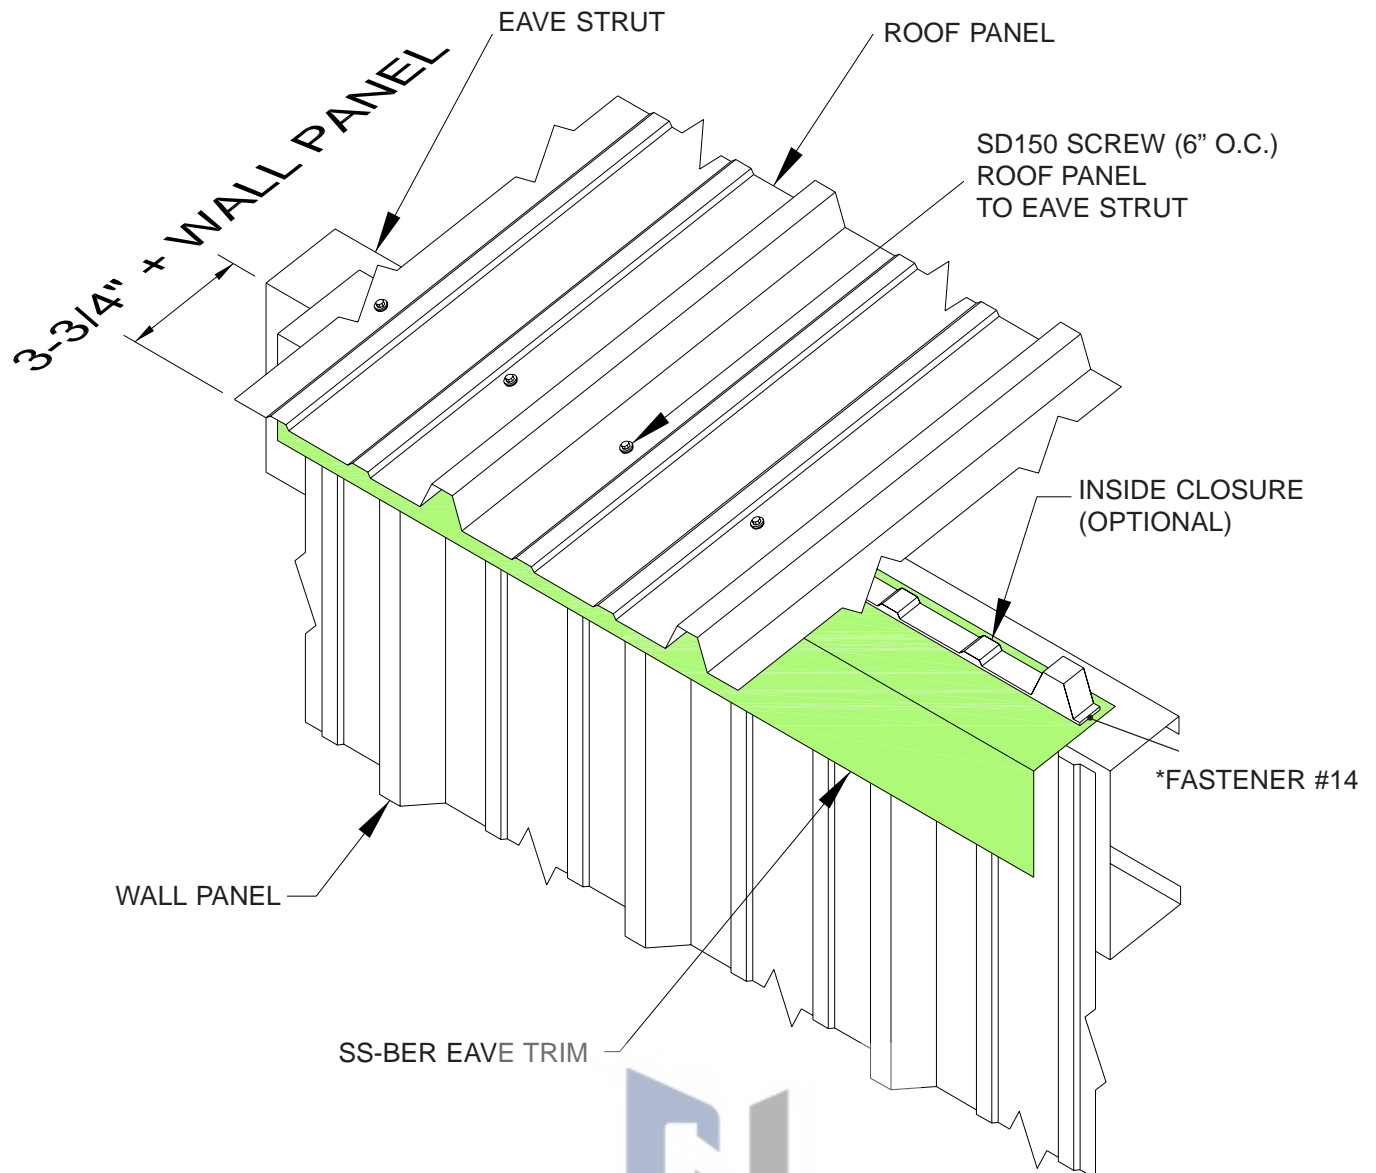 EAVE STRUT
ROOF PANEL
3-3/4" + WALL PANEL
SD150 SCREW (6” O.C.)
ROOF PANEL
TO EAVE STRUT
INSIDE CLOSURE
(OPTIONAL)
*FASTENER #14
WALL PANEL
SS-BER EAVE TRIM